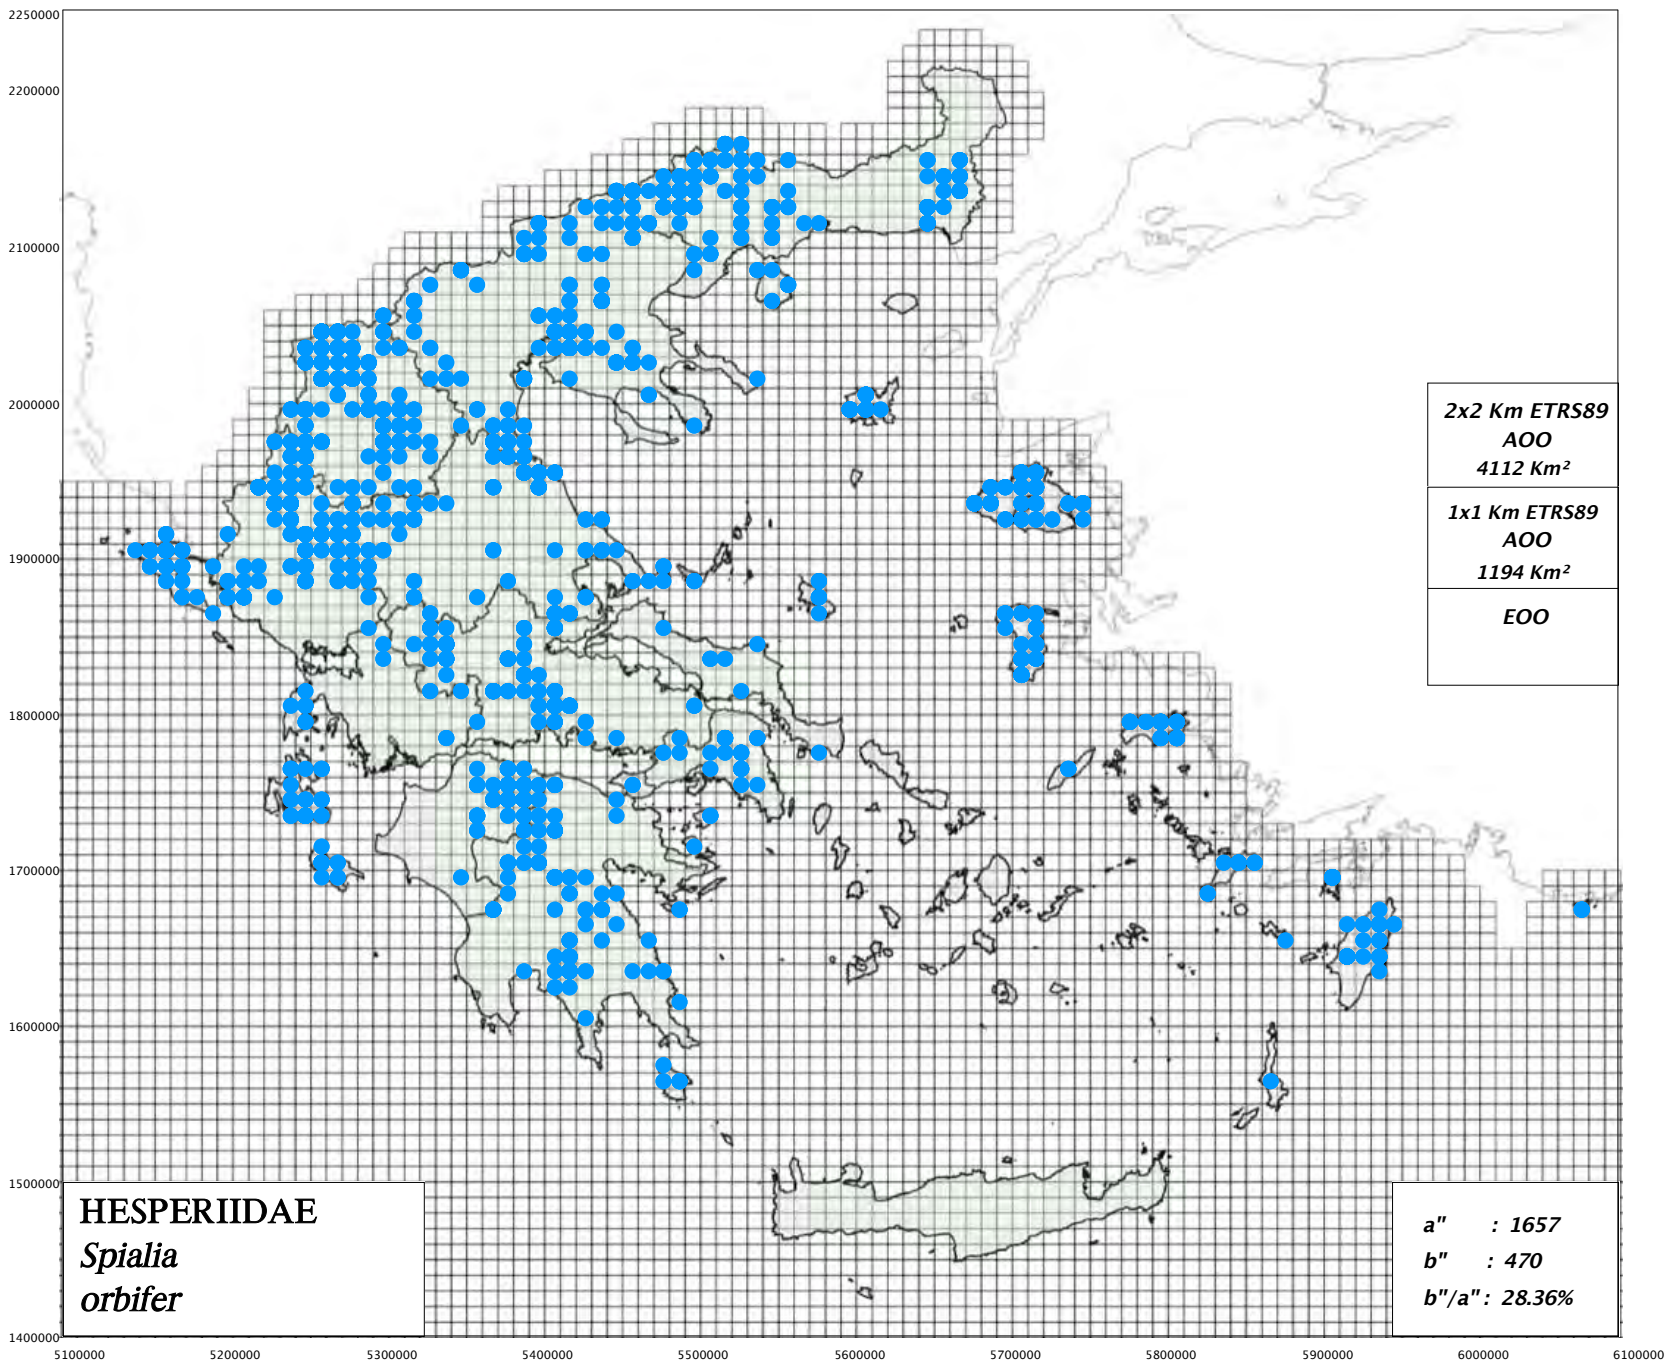 2250000
2200000
2100000
2000000
1900000
1800000
1700000
1600000
1500000
1400000
2x2 Km ETRS89
AOO
4112 Km²
1x1 Km ETRS89
AOO
1194 Km²
EOO
HESPERIIDAE
Spialia
orbifer
a" : 1657
b" : 470
b"/a" : 28.36%
5100000 5200000 5300000 5400000 5500000 5600000 5700000 5800000 5900000 6000000 6100000